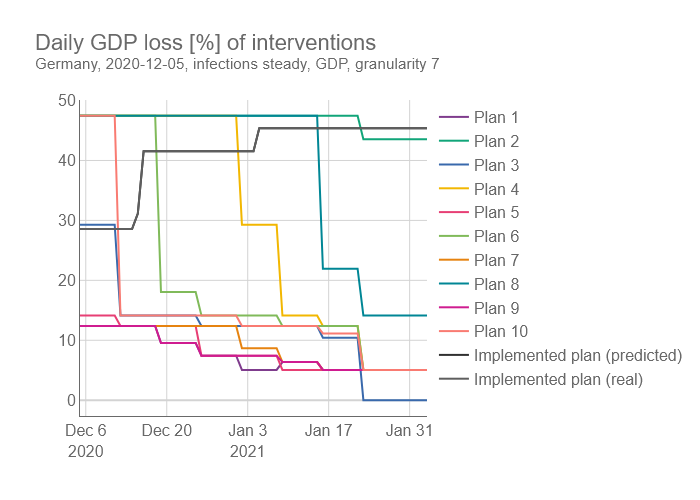 Daily GDP loss [%] of interventions
Germany, 2020-12-05, infections steady, GDP, granularity 7
50
40
30
20
10
0
Dec 6
2020
Dec 20
Jan 3
2021
Jan 17
Jan 31
Plan 1
Plan 2
Plan 3
Plan 4
Plan 5
Plan 6
Plan 7
Plan 8
Plan 9
Plan 10
Implemented plan (predicted)
Implemented plan (real)